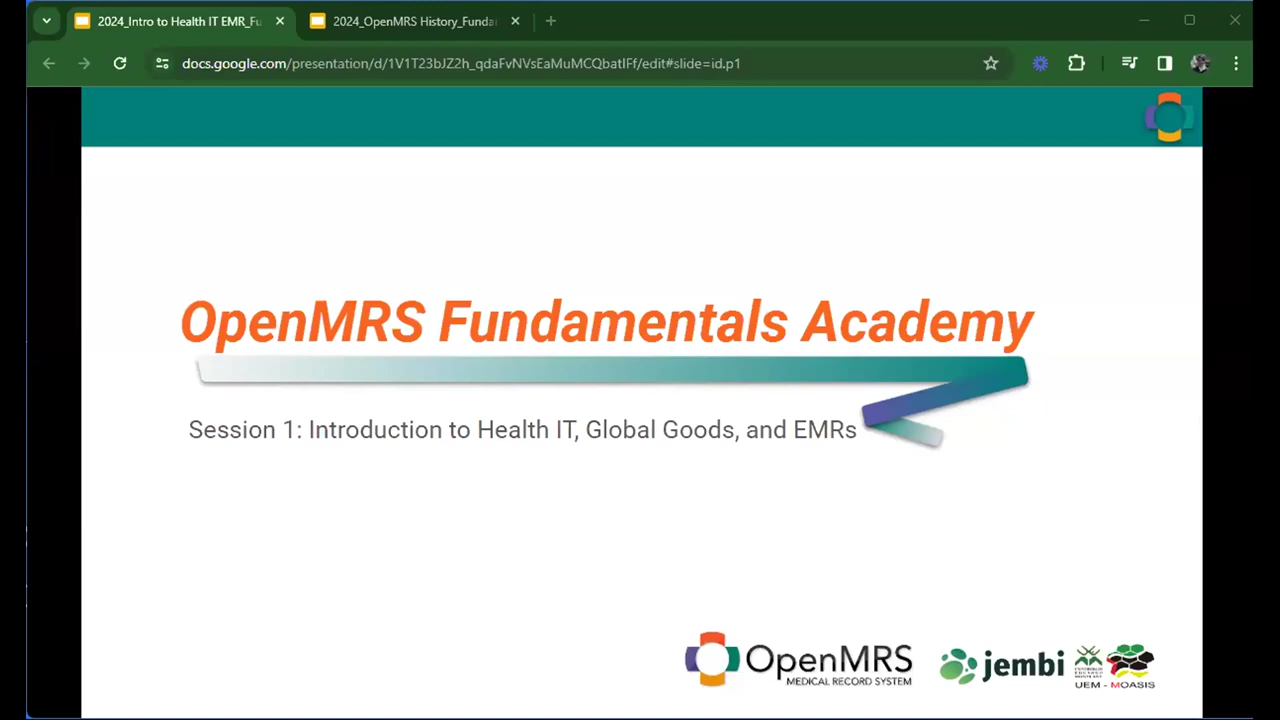 2024_Intro to Health IT EMR_Fu
2024_OpenMRS History_Funda
docs.google.com/presentation/d/1V1T23bJZ2h_qdaFvNVsEaMuMCQbatlFf/edit#slide=id.p1
OpenMRS Fundamentals Academy
Session 1: Introduction to Health IT, Global Goods, and EMRs
OpenMRS
MEDICAL RECORD SYSTEM
jembi
UEM - MOASIS